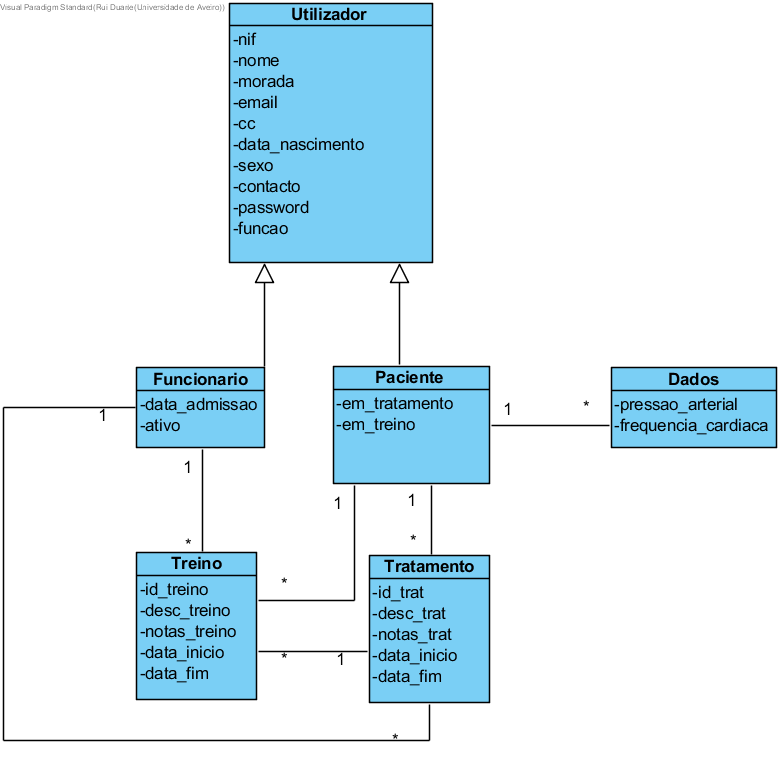 Visual Paradigm Standard(Rui Duarte(Universidade de Aveiro))
Utilizador
-nif
-nome
-morada
-email
-cc
-data_nascimento
-sexo
-contacto
-password
-funcao
Funcionario
-data_admissao
-ativo
Paciente
-em_tratamento
-em_treino
Dados
-pressao_arterial
-frequencia_cardiaca
1
1
*
1
*
1
*
1
*
Treino
-id_treino
-desc_treino
-notas_treino
-data_inicio
-data_fim
Tratamento
-id_trat
-desc_trat
-notas_trat
-data_inicio
-data_fim
*
1
*